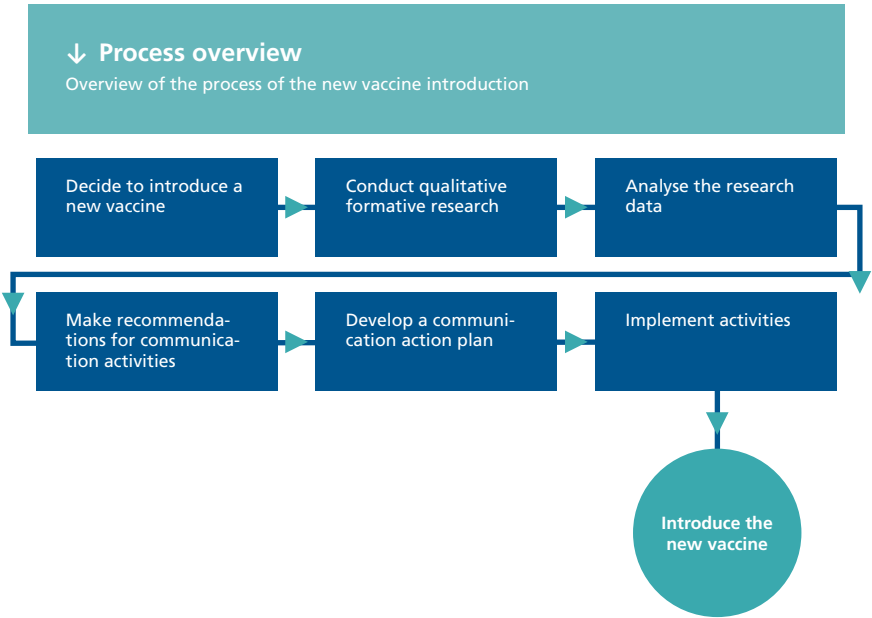 ↓ Process overview
Overview of the process of the new vaccine introduction
Decide to introduce a
new vaccine
Conduct qualitative
formative research
Analyse the research
data
Make recommenda-
tions for communica-
tion activities
Develop a communi-
cation action plan
Implement activities
Introduce the
new vaccine